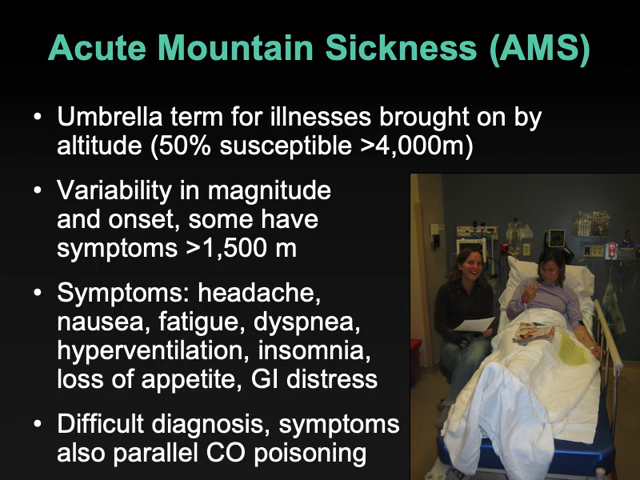 Acute Mountain Sickness (AMS)
• Umbrella term for illnesses brought on by
altitude (50% susceptible >4,000m)
• Variability in magnitude
and onset, some have
symptoms >1,500 m
• Symptoms: headache,
nausea, fatigue, dyspnea,
hyperventilation, insomnia,
loss of appetite, GI distress
• Difficult diagnosis, symptoms
also parallel CO poisoning